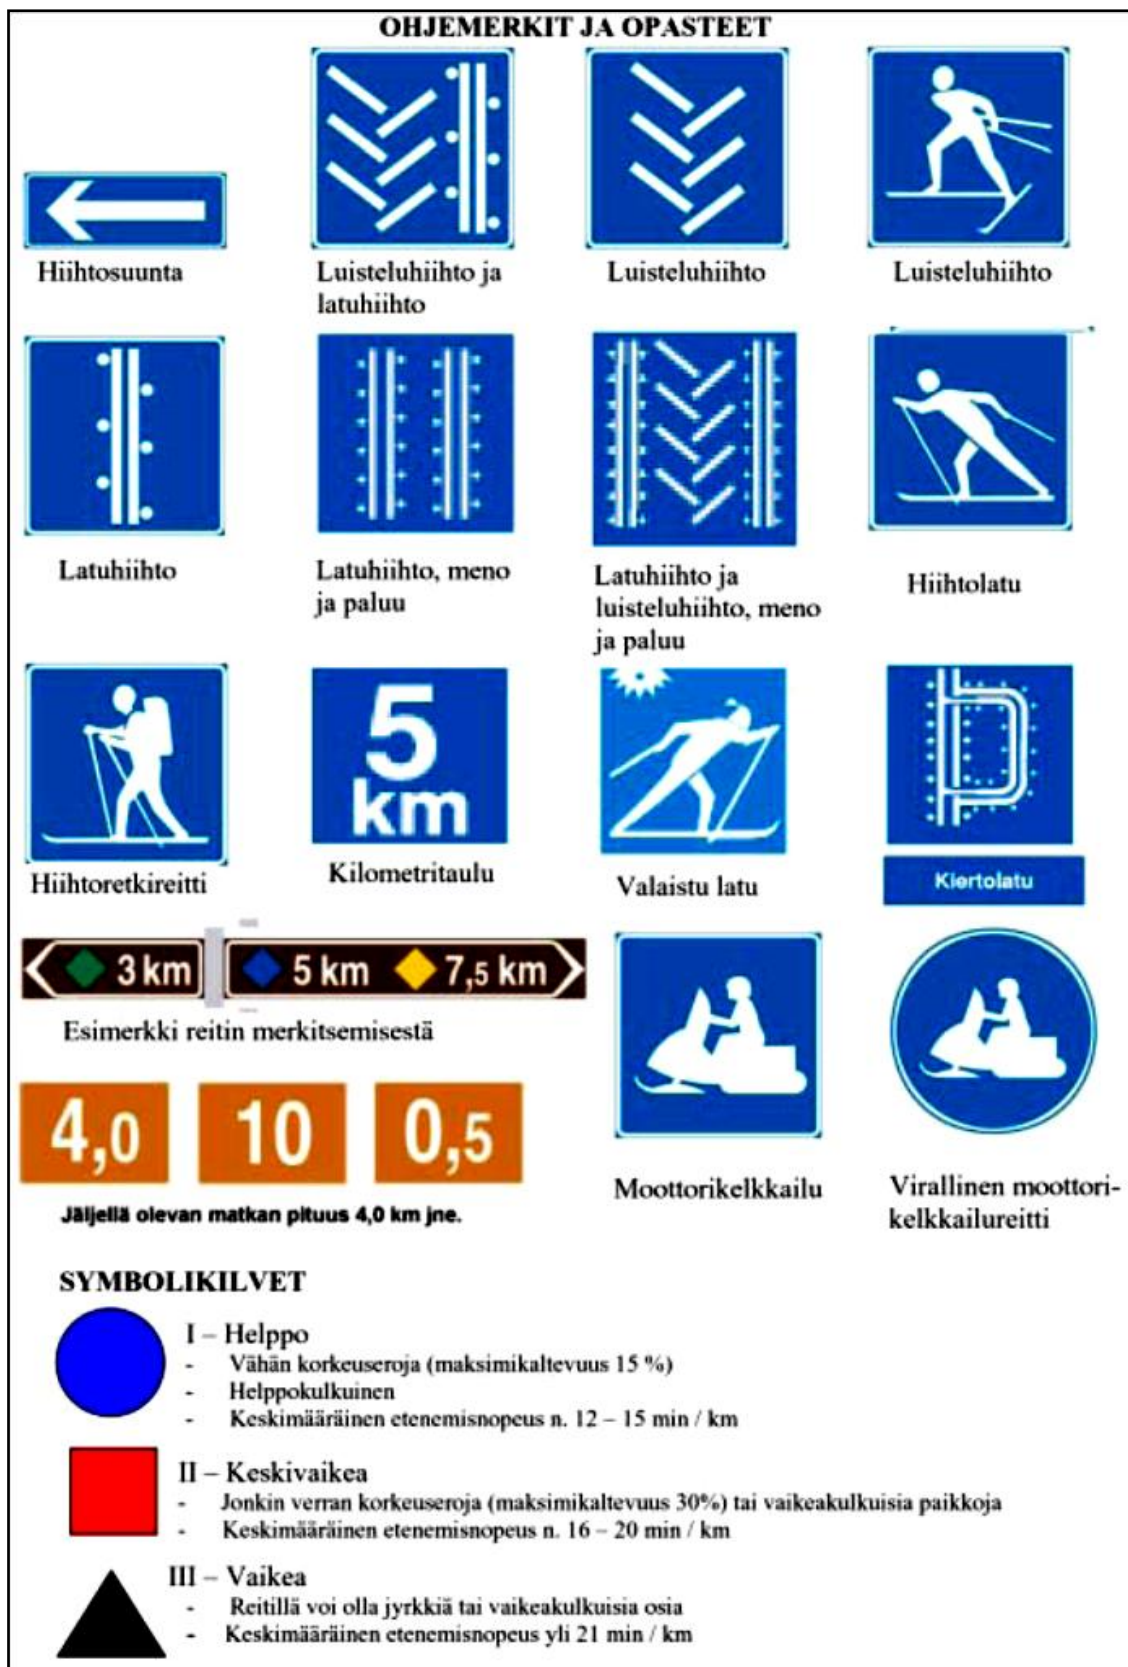 OHJEMERKIT JA OPASTEET
Hiihtosuunta
Luisteluhiihto ja
latuhiihto
Luisteluhiihto
Luisteluhiihto
Latuhiihto
Latuhiihto, meno
ja paluu
Latuhiihto ja
luisteluhiihto, meno
ja paluu
Hiihtolatu
Hiihtoretkireitti
5
km
Kilometritaulu
Valaistu latu
Kiertolatu
3 km
5 km
7,5 km
Esimerkki reitin merkitsemisestä
4,0
10
0,5
Jäljellä olevan matkan pituus 4,0 km jne.
Moottorikelkkailu
Virallinen moottori-
kelkkailureitti
SYMBOLIKILVET
I – Helppo
- Vähän korkeuseroja (maksimikaltevuus 15 %)
- Helppokulkuinen
- Keskimääräinen etenemisnopeus n. 12 – 15 min / km
II – Keskivaikea
- Jonkin verran korkeuseroja (maksimikaltevuus 30%) tai vaikeakulkuisia paikkoja
- Keskimääräinen etenemisnopeus n. 16 – 20 min / km
III – Vaikea
- Reitillä voi olla jyrkkiä tai vaikeakulkuisia osia
- Keskimääräinen etenemisnopeus yli 21 min / km